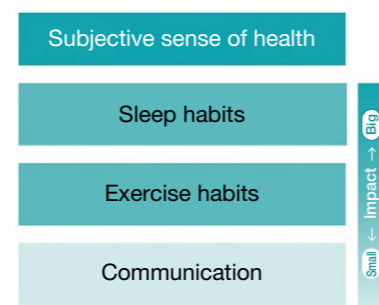 Subjective sense of health
Sleep habits
Exercise habits
Communication
Small ← Impact → Big